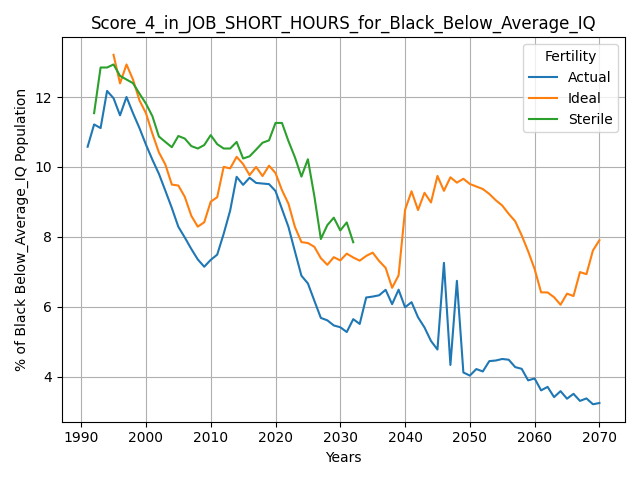 Score_4_in_JOB_SHORT_HOURS_for_Black_Below_Average_IQ
Fertility
Actual
Ideal
Sterile
% of Black Below_Average_IQ Population
12
10
8
6
4
1990 2000 2010 2020 2030 2040 2050 2060 2070
Years